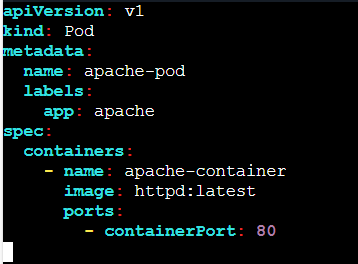 apiVersion: v1
kind: Pod
metadata:
  name: apache-pod
  labels:
    app: apache
spec:
  containers:
    - name: apache-container
      image: httpd:latest
      ports:
        - containerPort: 80